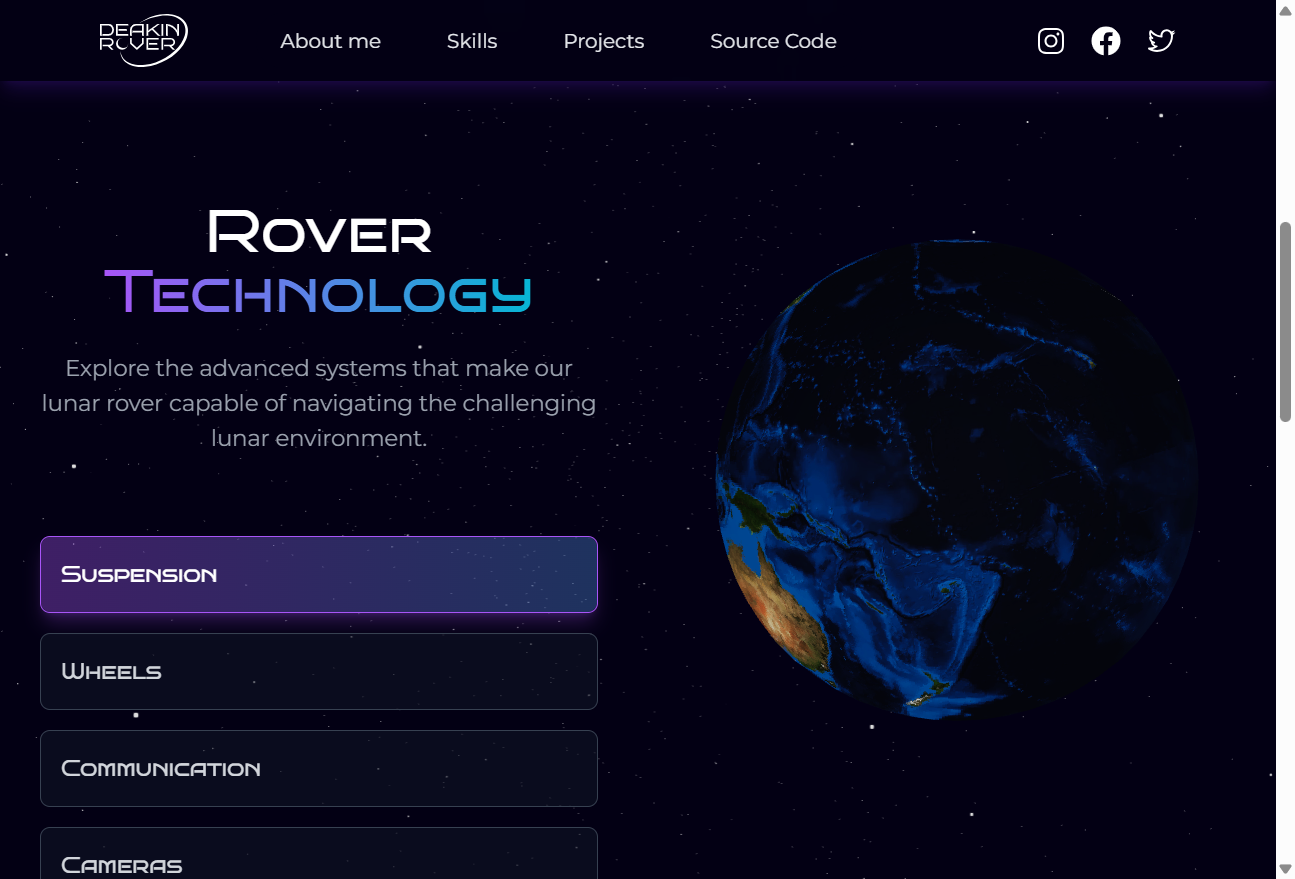 DEAKIN
ROVER
About me
Skills
Projects
Source Code
Rover
Technology
Explore the advanced systems that make our
lunar rover capable of navigating the challenging
lunar environment.
Suspension
Wheels
Communication
Cameras